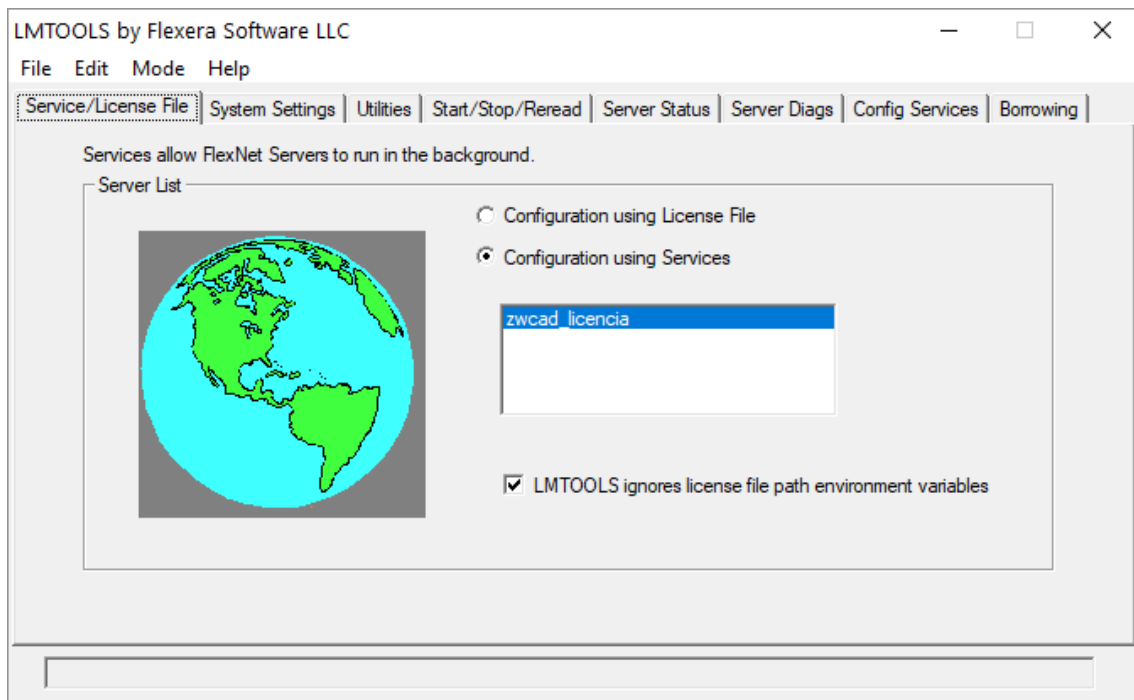 LMTOOLS by Flexera Software LLC
File Edit Mode Help
Service/License File System Settings Utilities Start/Stop/Reread Server Status Server Diags Config Services Borrowing
Services allow FlexNet Servers to run in the background.
Server List
Configuration using License File
Configuration using Services
zwcad_licencia
LMTOOLS ignores license file path environment variables